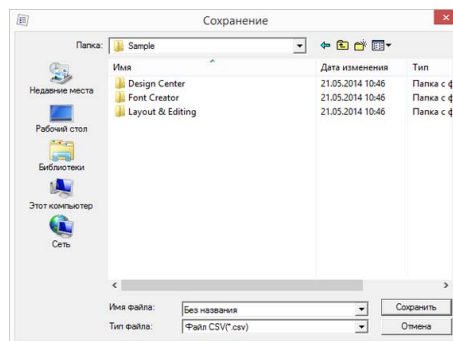 Сохранение
Папка: Sample
Имя Дата изменения Тип
Design Center 21.05.2014 10:46 Папка с ф
Font Creator 21.05.2014 10:46 Папка с ф
Layout & Editing 21.05.2014 10:46 Папка с ф
Недавние места
Рабочий стол
Библиотеки
Этот компьютер
Сеть
Имя файла: Без названия Сохранить
Тип файла: Файл CSV(*.csv) Отмена